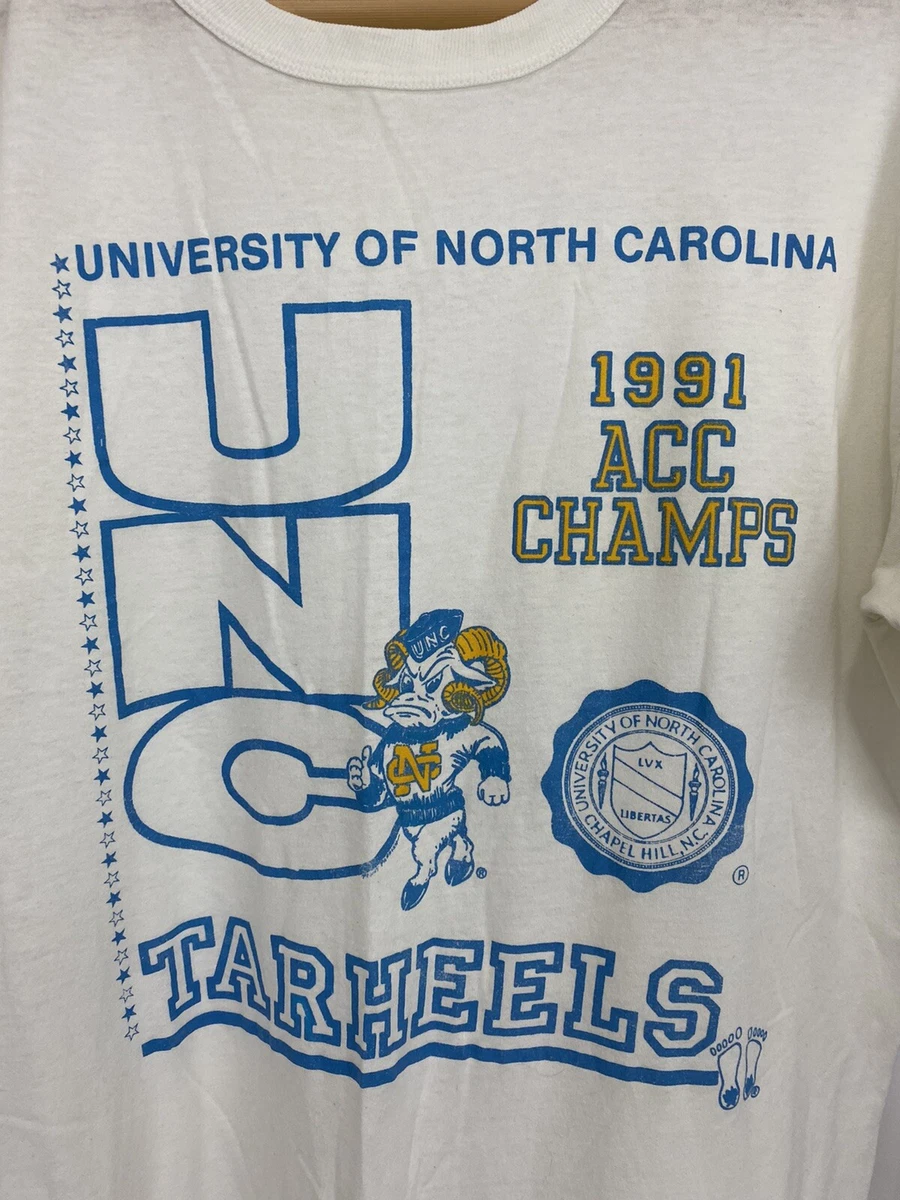 UNIVERSITY OF NORTH CAROLINA
UNC
1991
ACC
CHAMPS
UNC
NC
®
UNIVERSITY OF NORTH CAROLINA
LVX
LIBERTAS
CHAPEL HILL, N.C.
®
TARHEELS